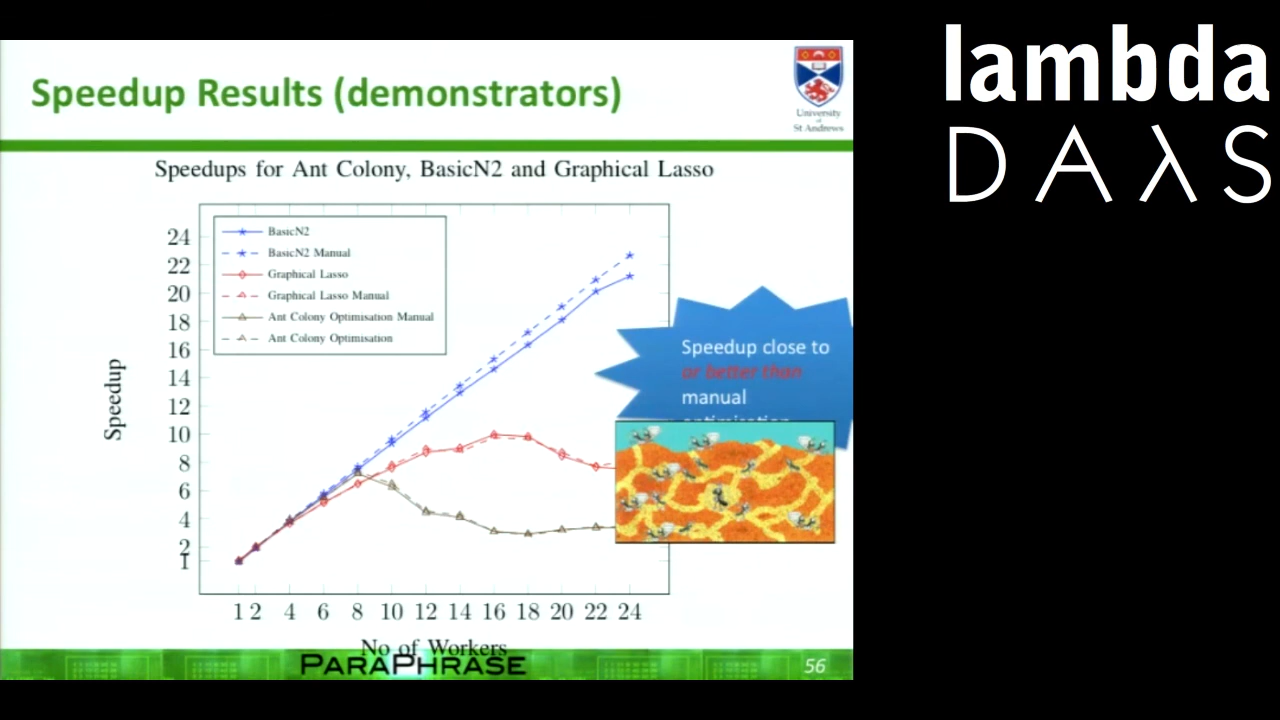 Speedup Results (demonstrators)
University
of
St Andrews
lambda
DAλS
Speedups for Ant Colony, BasicN2 and Graphical Lasso
BasicN2
BasicN2 Manual
Graphical Lasso
Graphical Lasso Manual
Ant Colony Optimisation Manual
Ant Colony Optimisation
24
22
20
18
16
14
12
10
8
6
4
2
1
Speedup
Speedup close to
or better than
manual
optimisation
1 2 4 6 8 10 12 14 16 18 20 22 24
No of Workers
PARAPHRASE
56